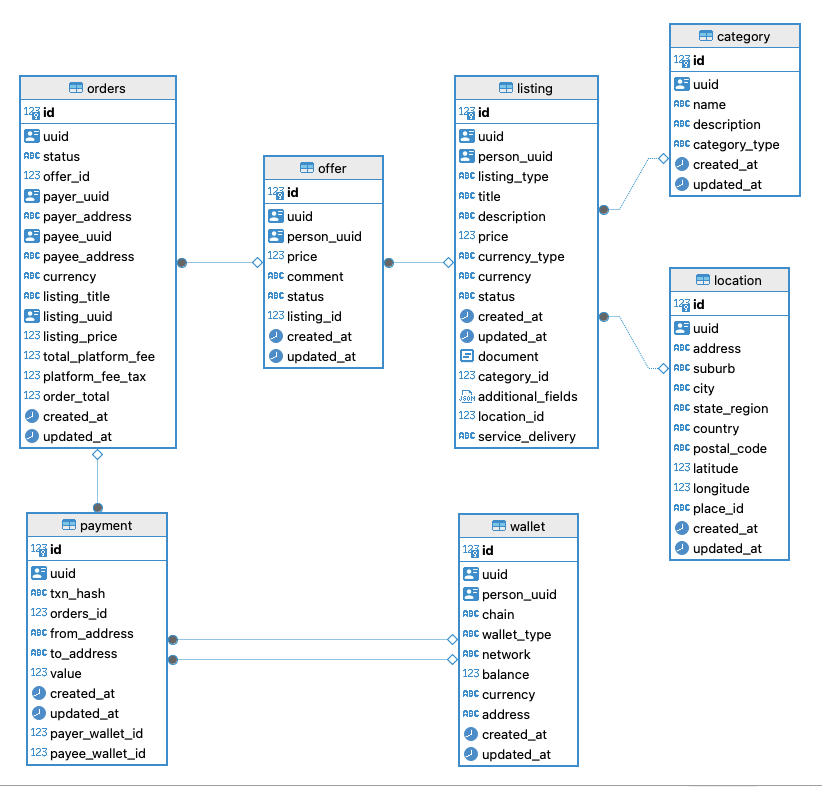 category
123 id
uuid
ABC name
ABC description
ABC category_type
created_at
updated_at
orders
123 id
uuid
ABC status
123 offer_id
payer_uuid
ABC payer_address
payee_uuid
ABC payee_address
ABC currency
ABC listing_title
listing_uuid
123 listing_price
123 total_platform_fee
123 platform_fee_tax
123 order_total
created_at
updated_at
offer
123 id
uuid
person_uuid
123 price
ABC comment
ABC status
123 listing_id
created_at
updated_at
listing
123 id
uuid
person_uuid
ABC listing_type
ABC title
ABC description
123 price
ABC currency_type
ABC currency
ABC status
created_at
updated_at
document
123 category_id
JSON additional_fields
123 location_id
ABC service_delivery
location
123 id
uuid
ABC address
ABC suburb
ABC city
ABC state_region
ABC country
ABC postal_code
123 latitude
123 longitude
ABC place_id
created_at
updated_at
payment
123 id
uuid
ABC txn_hash
123 orders_id
ABC from_address
ABC to_address
123 value
created_at
updated_at
123 payer_wallet_id
123 payee_wallet_id
wallet
123 id
uuid
person_uuid
ABC chain
ABC wallet_type
ABC network
123 balance
ABC currency
ABC address
created_at
updated_at